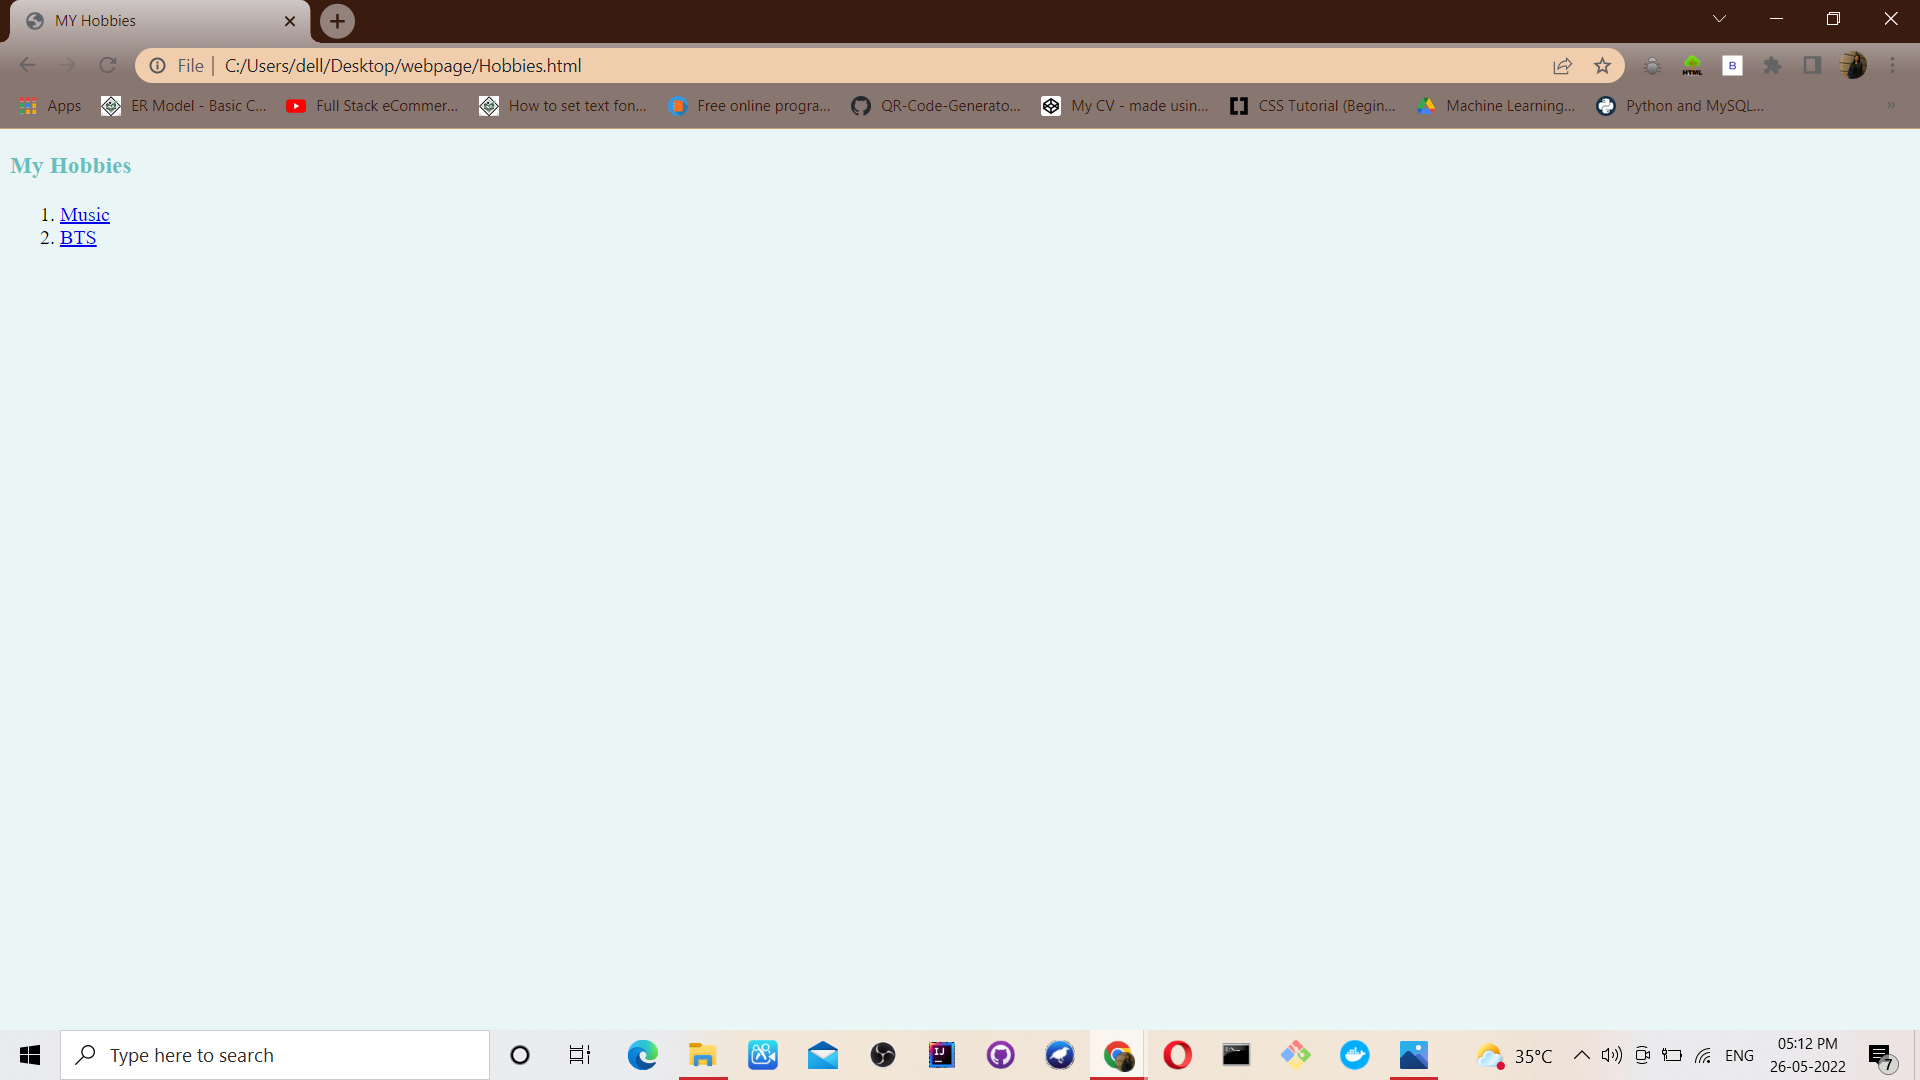 MY Hobbies
File | C:/Users/dell/Desktop/webpage/Hobbies.html
Apps ER Model - Basic C... Full Stack eCommer... How to set text fon... Free online progra... QR-Code-Generato... My CV - made usin... CSS Tutorial (Begin... Machine Learning... Python and MySQL...
HTML B
My Hobbies
1. Music
2. BTS
Type here to search
IJ
35°C
ENG
05:12 PM
26-05-2022
7